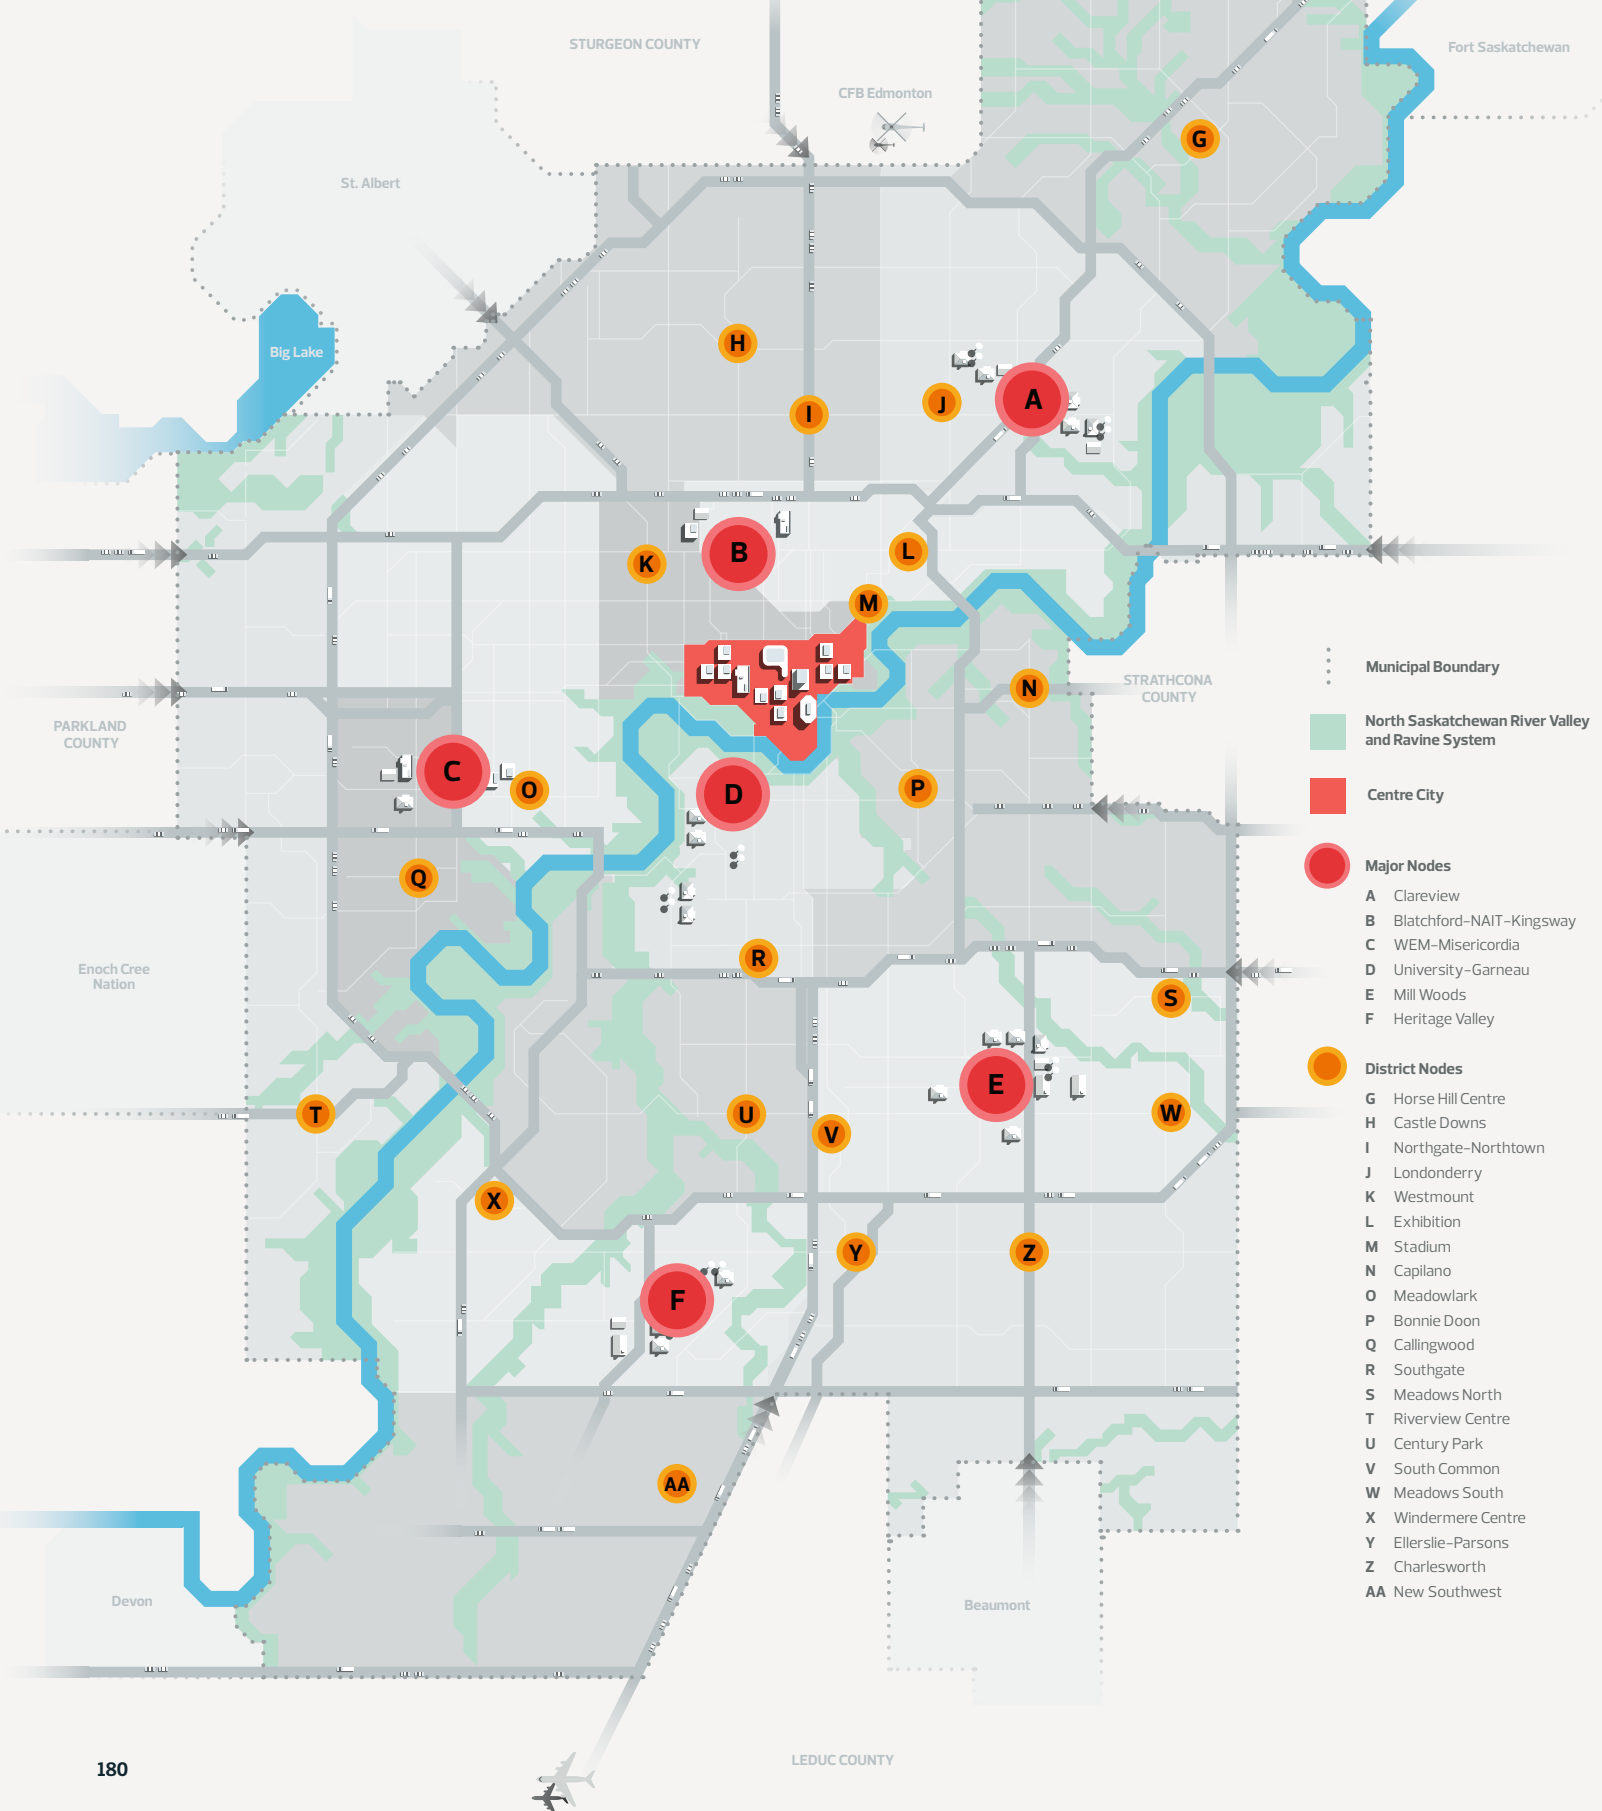 STURGEON COUNTY
Fort Saskatchewan
CFB Edmonton
G
St. Albert
H
Big Lake
J
A
I
B
L
K
M
Municipal Boundary
STRATHCONA
COUNTY
N
North Saskatchewan River Valley
and Ravine System
PARKLAND
COUNTY
C
O
D
P
Centre City
Q
Major Nodes
A Clareview
B Blatchford-NAIT-Kingsway
C WEM-Misericordia
D University-Garneau
E Mill Woods
F Heritage Valley
R
Enoch Cree
Nation
S
District Nodes
E
G Horse Hill Centre
H Castle Downs
I Northgate-Northtown
J Londonderry
K Westmount
L Exhibition
M Stadium
N Capilano
O Meadowlark
P Bonnie Doon
Q Callingwood
R Southgate
S Meadows North
T Riverview Centre
U Century Park
V South Common
W Meadows South
X Windermere Centre
Y Ellerslie-Parsons
Z Charlesworth
AA New Southwest
T
U
V
W
X
Y
Z
F
AA
Devon
Beaumont
LEDUC COUNTY
180